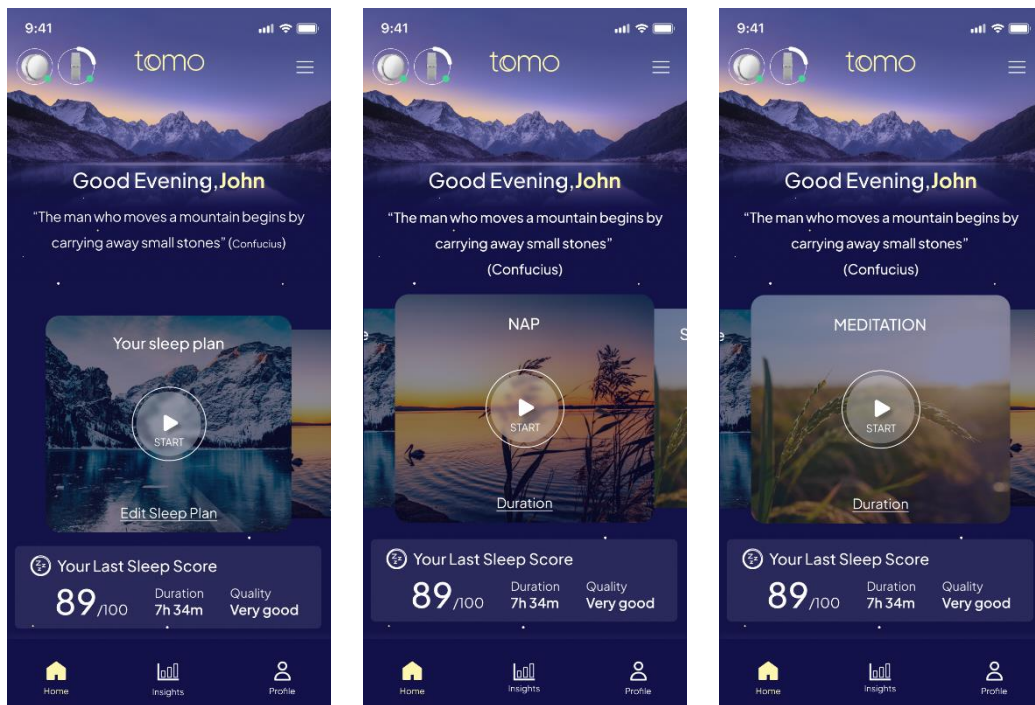 9:41
tomo
Good Evening,John
“The man who moves a mountain begins by
carrying away small stones” (Confucius)
Your sleep plan
START
Edit Sleep Plan
Your Last Sleep Score
89/100
Duration
7h 34m
Quality
Very good
Home
Insights
Profile
9:41
tomo
Good Evening,John
“The man who moves a mountain begins by
carrying away small stones”
(Confucius)
e
NAP
S
START
Duration
Your Last Sleep Score
89/100
Duration
7h 34m
Quality
Very good
Home
Insights
Profile
9:41
tomo
Good Evening,John
“The man who moves a mountain begins by
carrying away small stones”
(Confucius)
e
MEDITATION
START
Duration
Your Last Sleep Score
89/100
Duration
7h 34m
Quality
Very good
Home
Insights
Profile